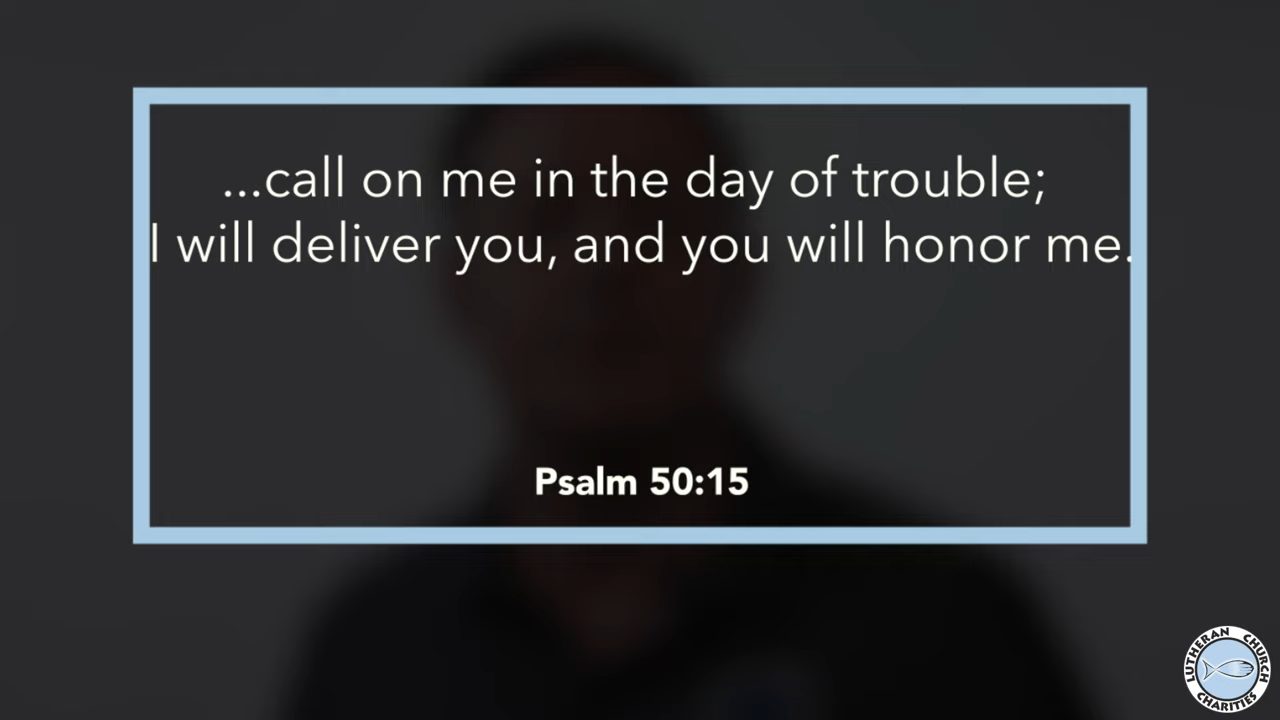 ...call on me in the day of trouble;
I will deliver you, and you will honor me.
Psalm 50:15
LUTHERAN CHURCH
CHARITIES